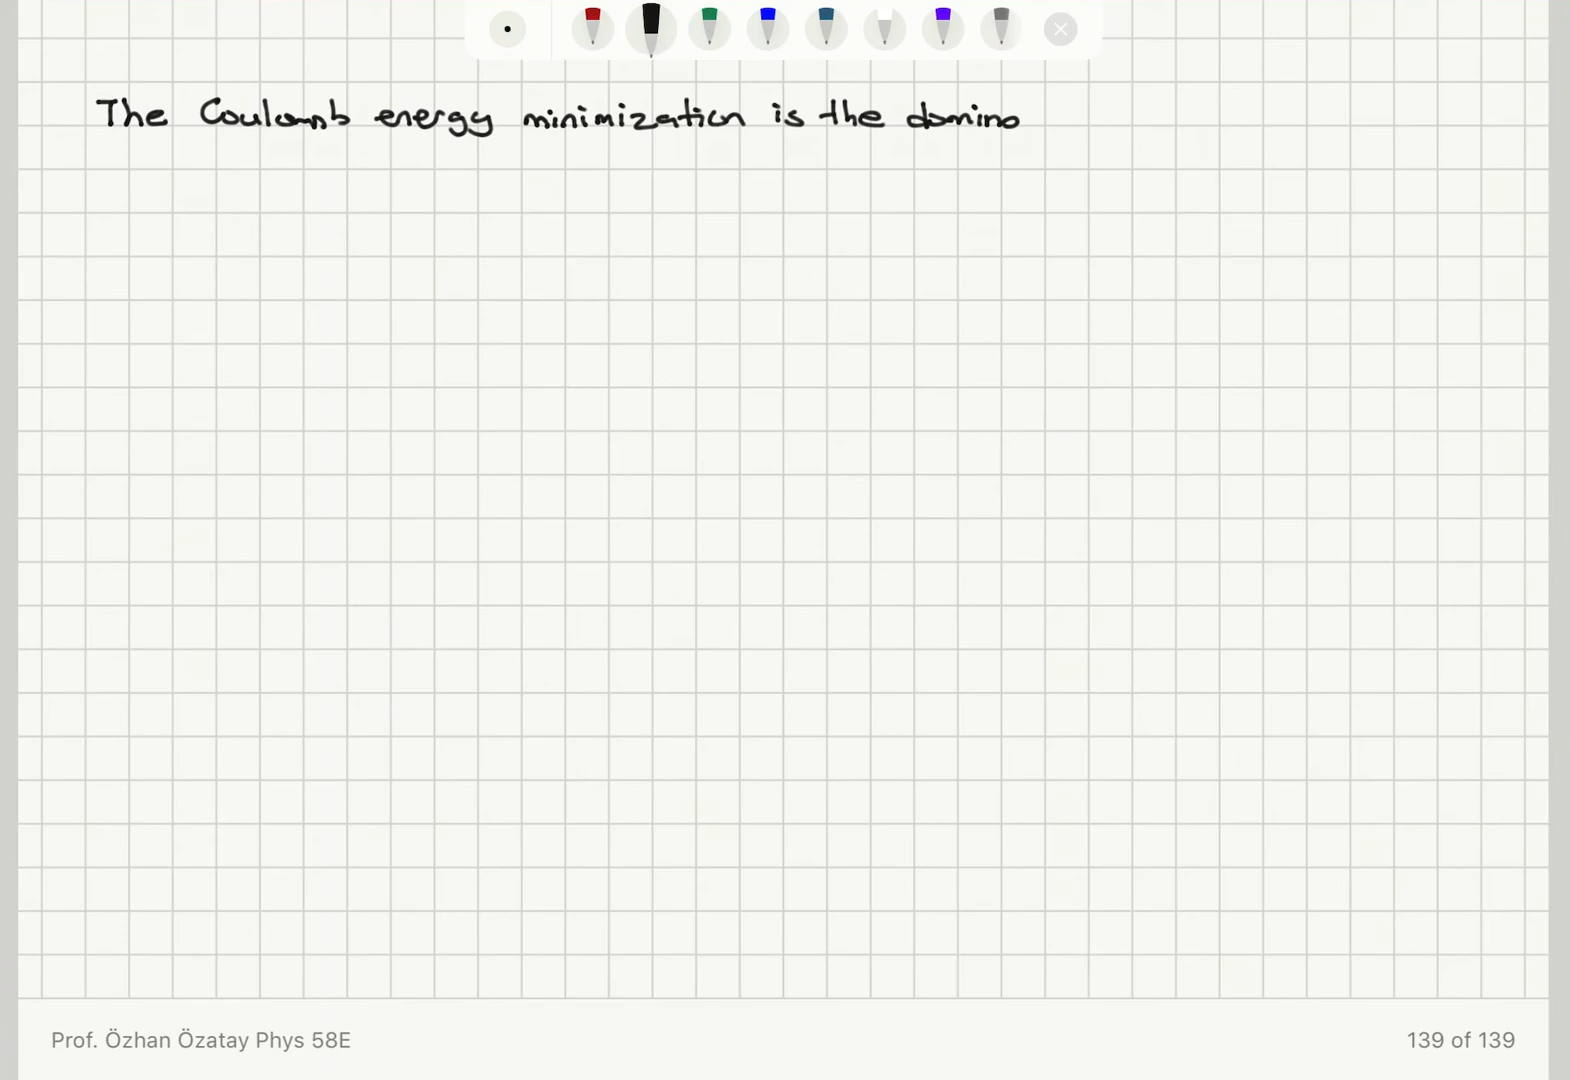 The Coulomb energy minimization is the domino
Prof. Özhan Özatay Phys 58E
139 of 139